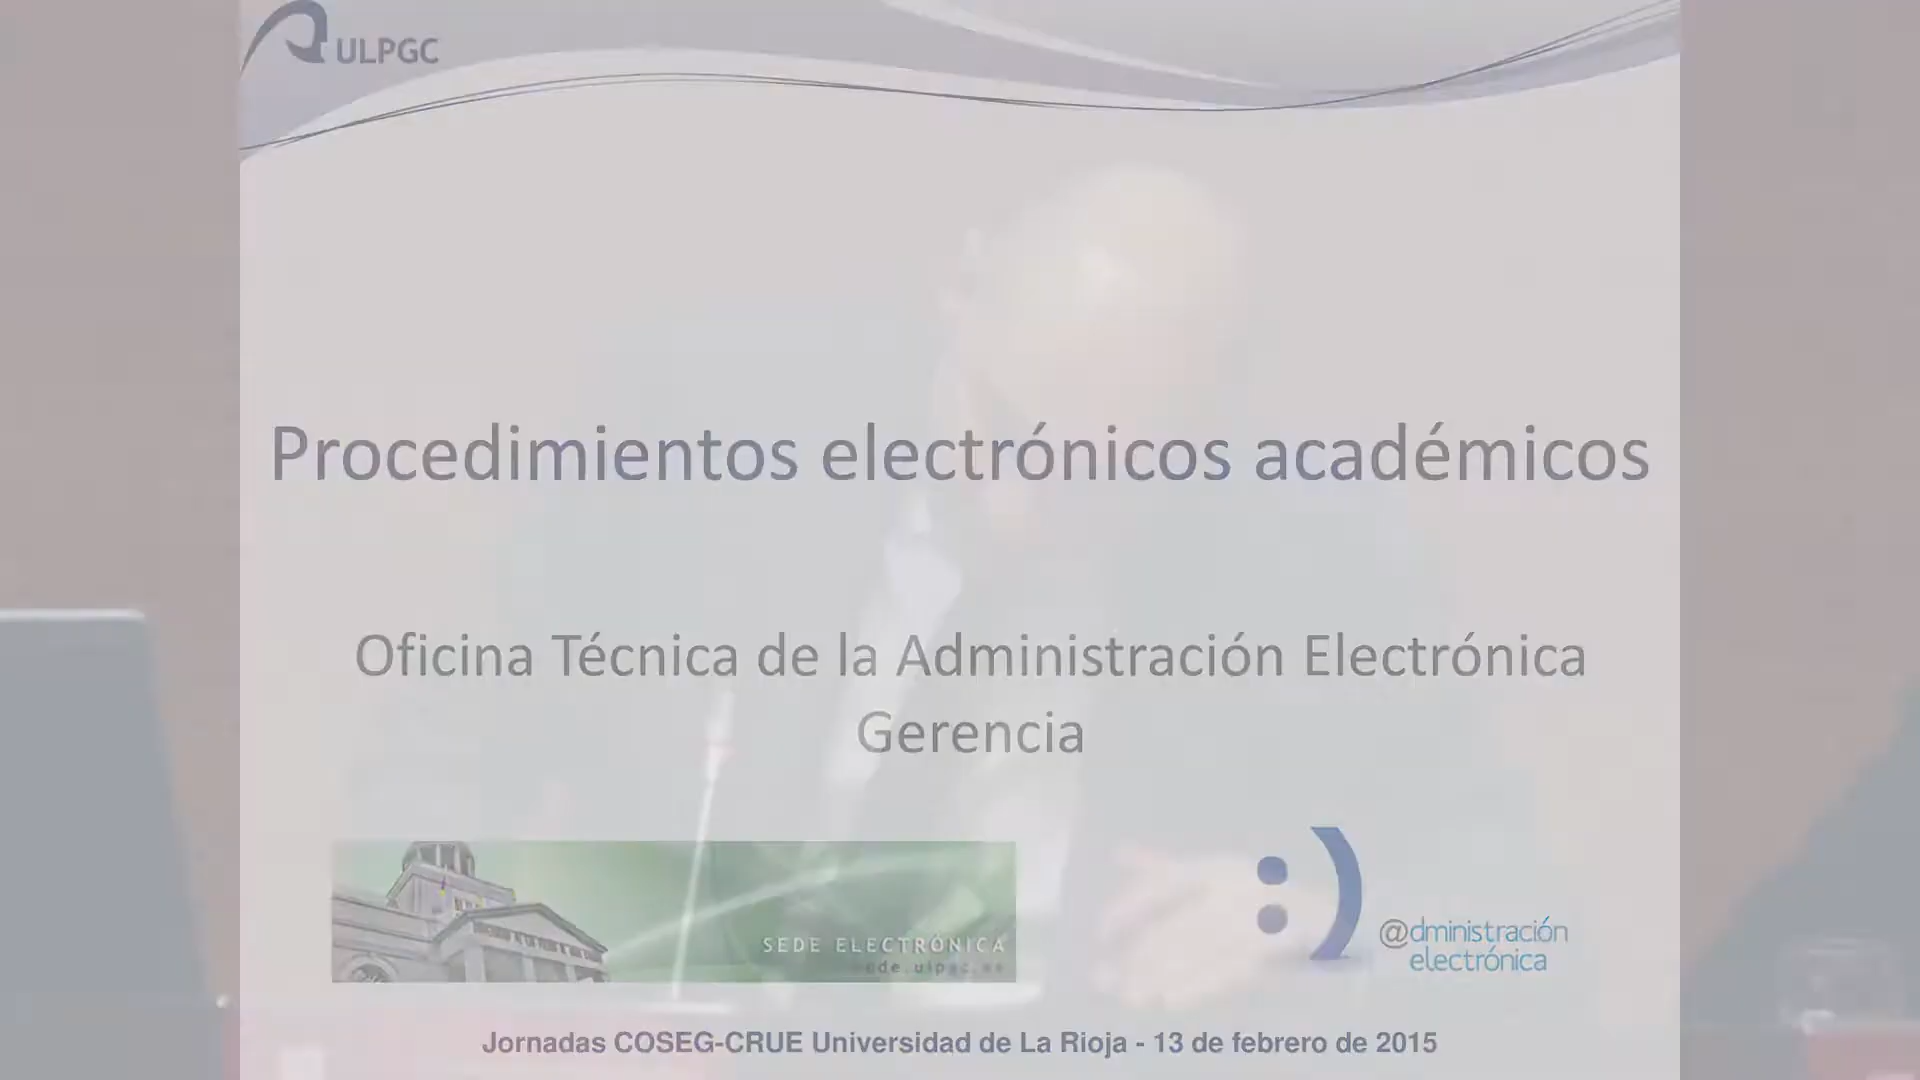 ULPGC
Procedimientos electrónicos académicos
Oficina Técnica de la Administración Electrónica
Gerencia
SEDE ELECTRÓNICA
sede.ulpgc.es
:)
@dministración
electrónica
Jornadas COSEG-CRUE Universidad de La Rioja - 13 de febrero de 2015